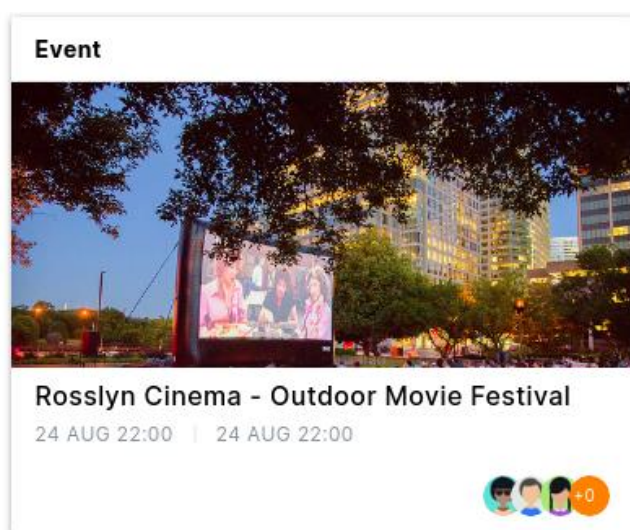 Event
Rosslyn Cinema - Outdoor Movie Festival
24 AUG 22:00 | 24 AUG 22:00
+0